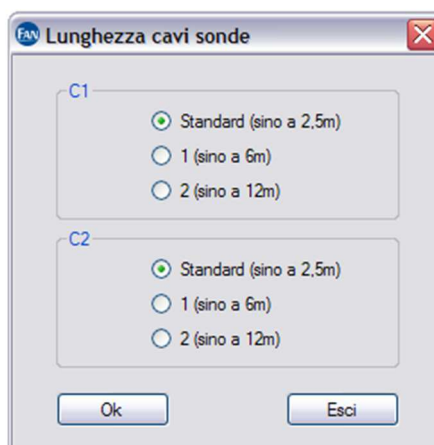 FAN Lunghezza cavi sonde
C1
Standard (sino a 2,5m)
1 (sino a 6m)
2 (sino a 12m)
C2
Standard (sino a 2,5m)
1 (sino a 6m)
2 (sino a 12m)
Ok Esci